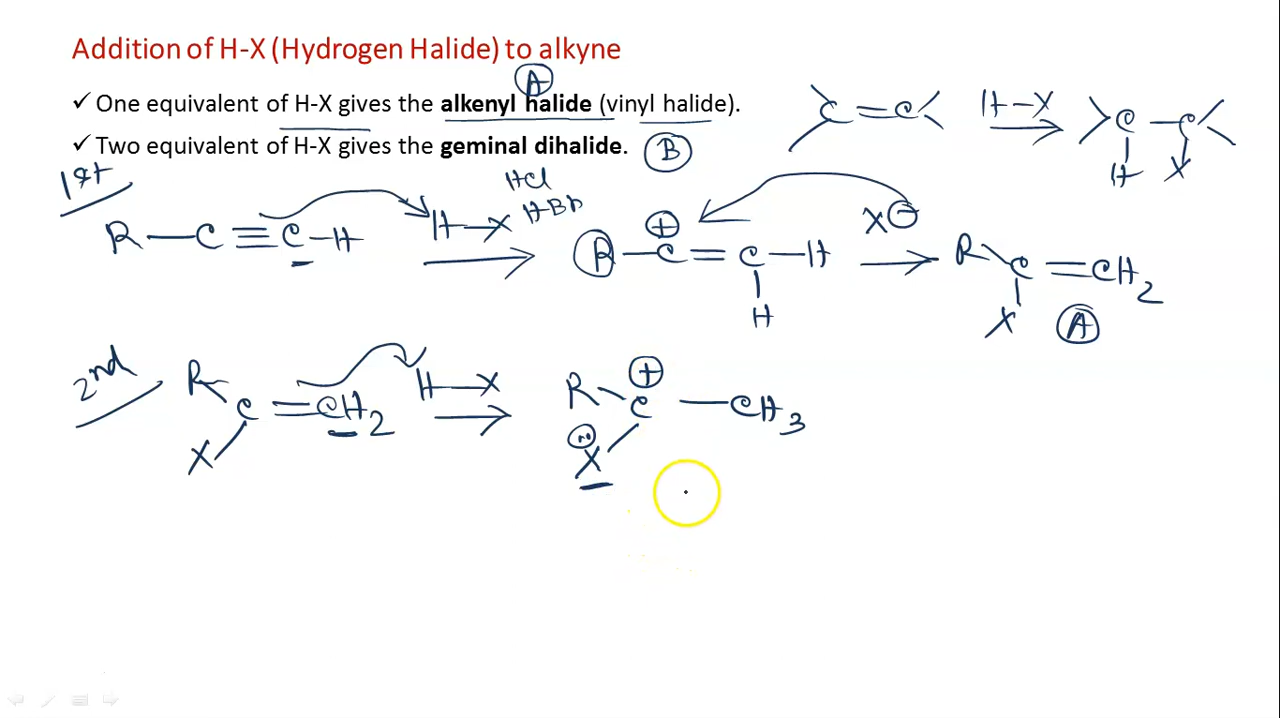 Addition of H-X (Hydrogen Halide) to alkyne
A
✓ One equivalent of H-X gives the alkenyl halide (vinyl halide).
✓ Two equivalent of H-X gives the geminal dihalide. B
C=C H-X C-C
H X
1st
HCl
HBr
R-C≡C-H H-X R-C=C-H X⊖ R-C=CH2
⊕
H X A
2nd
R H-X R ⊕
C=CH2 C-CH3
X X